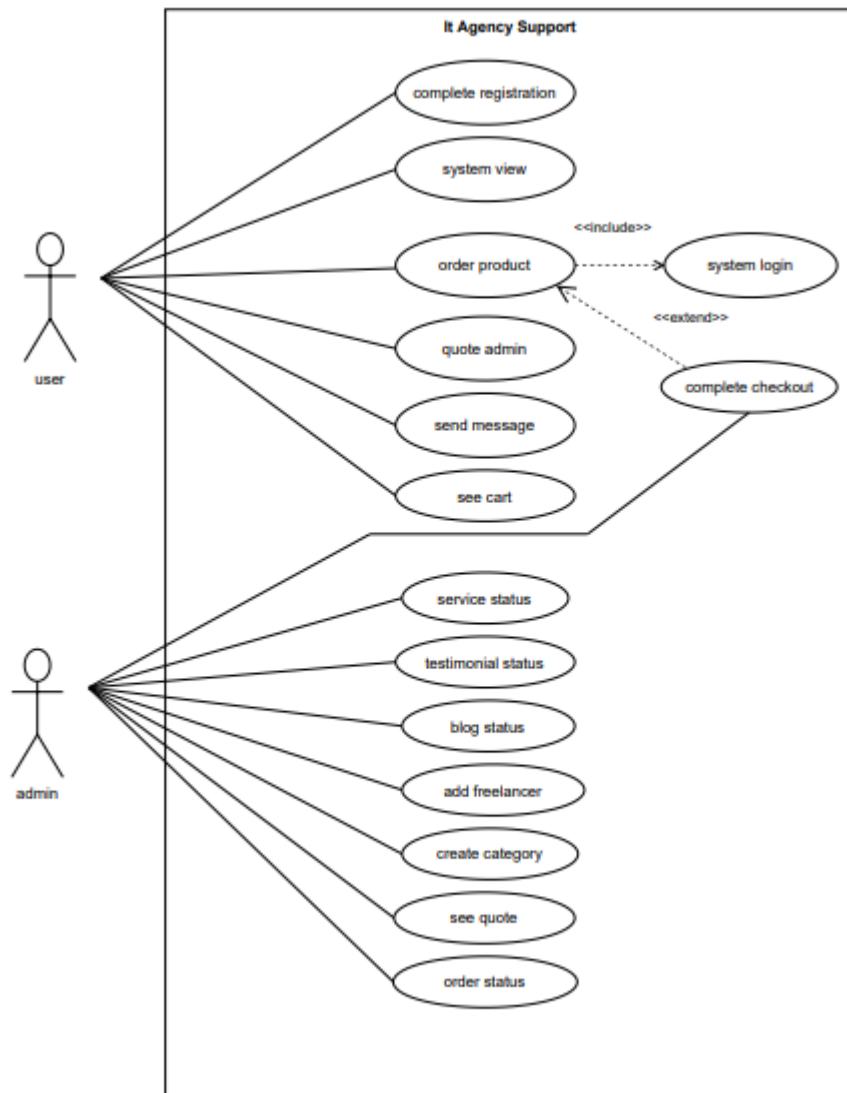 It Agency Support
complete registration
system view
<<include>>
order product
system login
<<extend>>
quote admin
user
complete checkout
send message
see cart
service status
testimonial status
blog status
admin
add freelancer
create category
see quote
order status